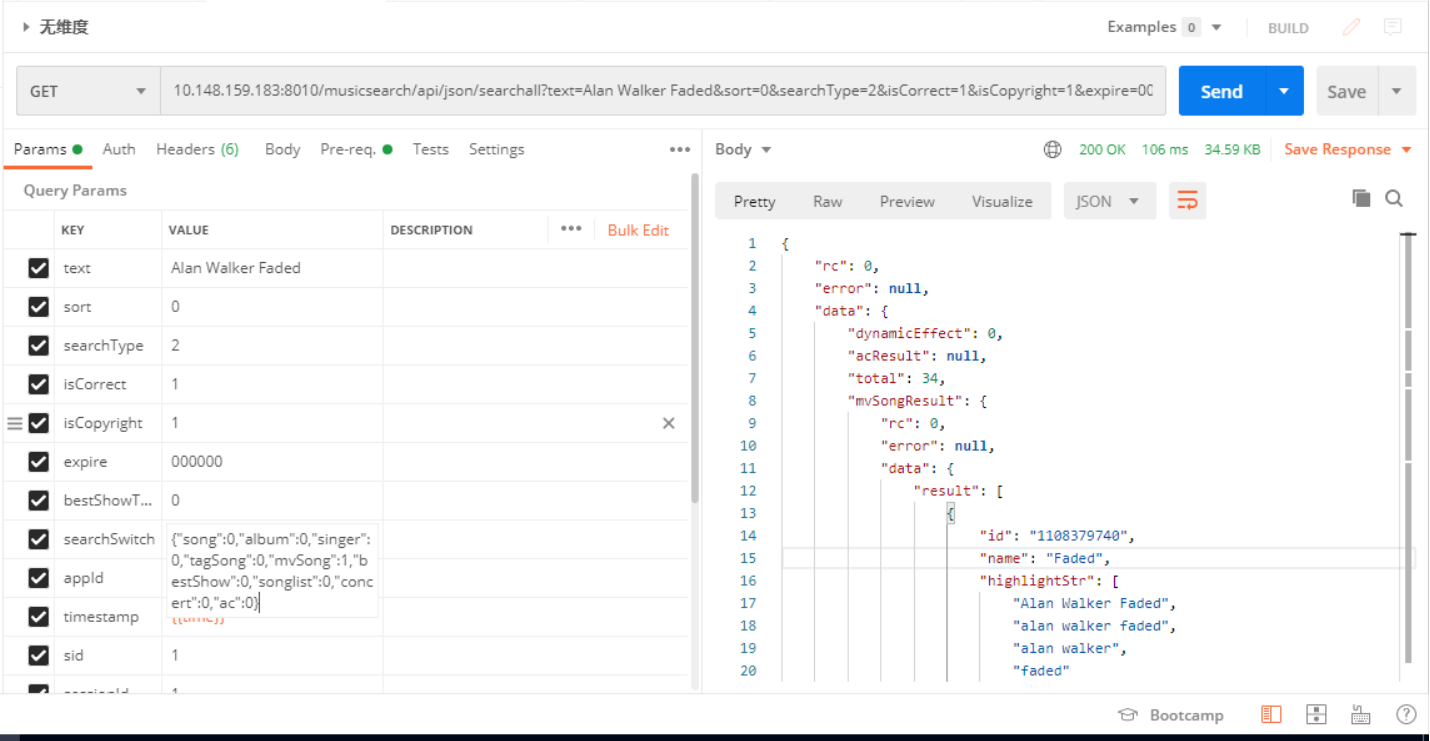 无维度
Examples 0
BUILD
GET
10.148.159.183:8010/musicsearch/api/json/searchall?text=Alan Walker Faded&sort=0&searchType=2&isCorrect=1&isCopyright=1&expire=00
Send
Save
Params
Auth
Headers (6)
Body
Pre-req.
Tests
Settings
Query Params
KEY VALUE DESCRIPTION
Bulk Edit
text Alan Walker Faded
sort 0
searchType 2
isCorrect 1
isCopyright 1
expire 000000
bestShowT... 0
searchSwitch
{"song":0,"album":0,"singer":
0,"tagSong":0,"mvSong":1,"b
estShow":0,"songlist":0,"conc
ert":0,"ac":0}
appId
timestamp {{time}}
sid 1
sessionId 1
Body
200 OK 106 ms 34.59 KB
Save Response
Pretty Raw Preview Visualize
JSON
1 {
2 "rc": 0,
3 "error": null,
4 "data": {
5 "dynamicEffect": 0,
6 "acResult": null,
7 "total": 34,
8 "mvSongResult": {
9 "rc": 0,
10 "error": null,
11 "data": {
12 "result": [
13 {
14 "id": "1108379740",
15 "name": "Faded",
16 "highlightStr": [
17 "Alan Walker Faded",
18 "alan walker faded",
19 "alan walker",
20 "faded"
Bootcamp